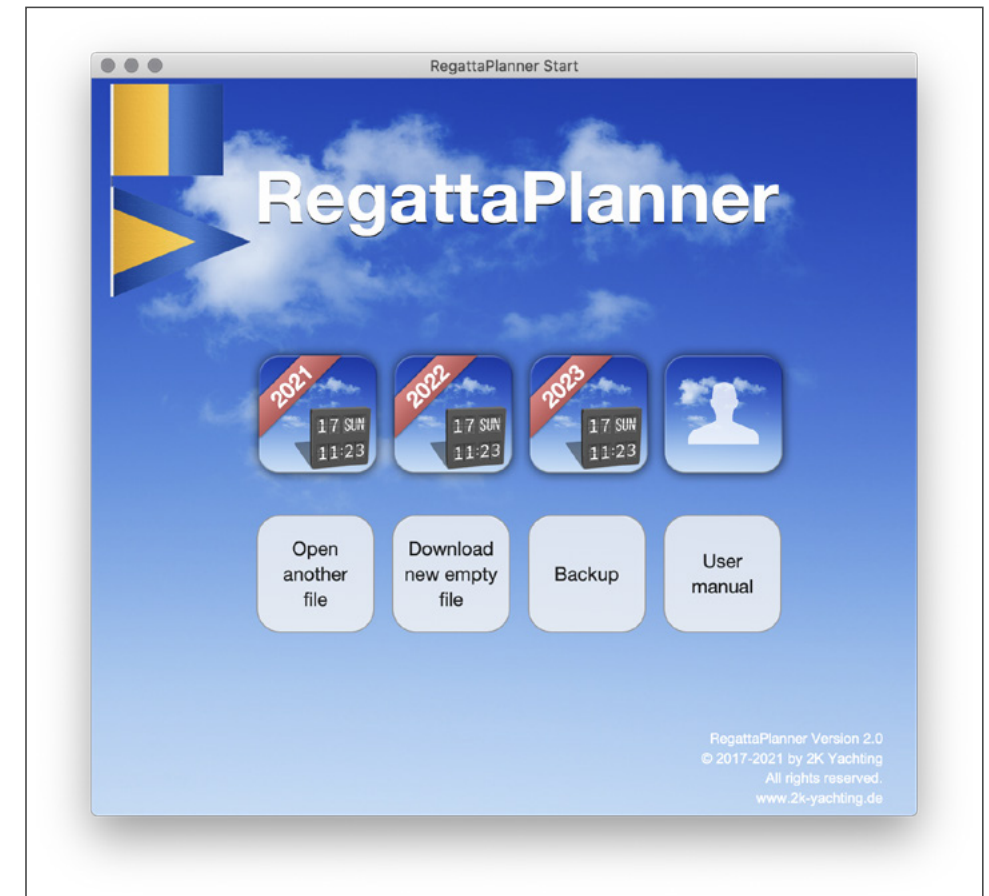 RegattaPlanner Start
RegattaPlanner
2021
2022
2023
17 SUN
11:23
17 SUN
11:23
17 SUN
11:23
Open
another
file
Download
new empty
file
Backup
User
manual
RegattaPlanner Version 2.0
© 2017-2021 by 2K Yachting
All rights reserved.
www.2k-yachting.de